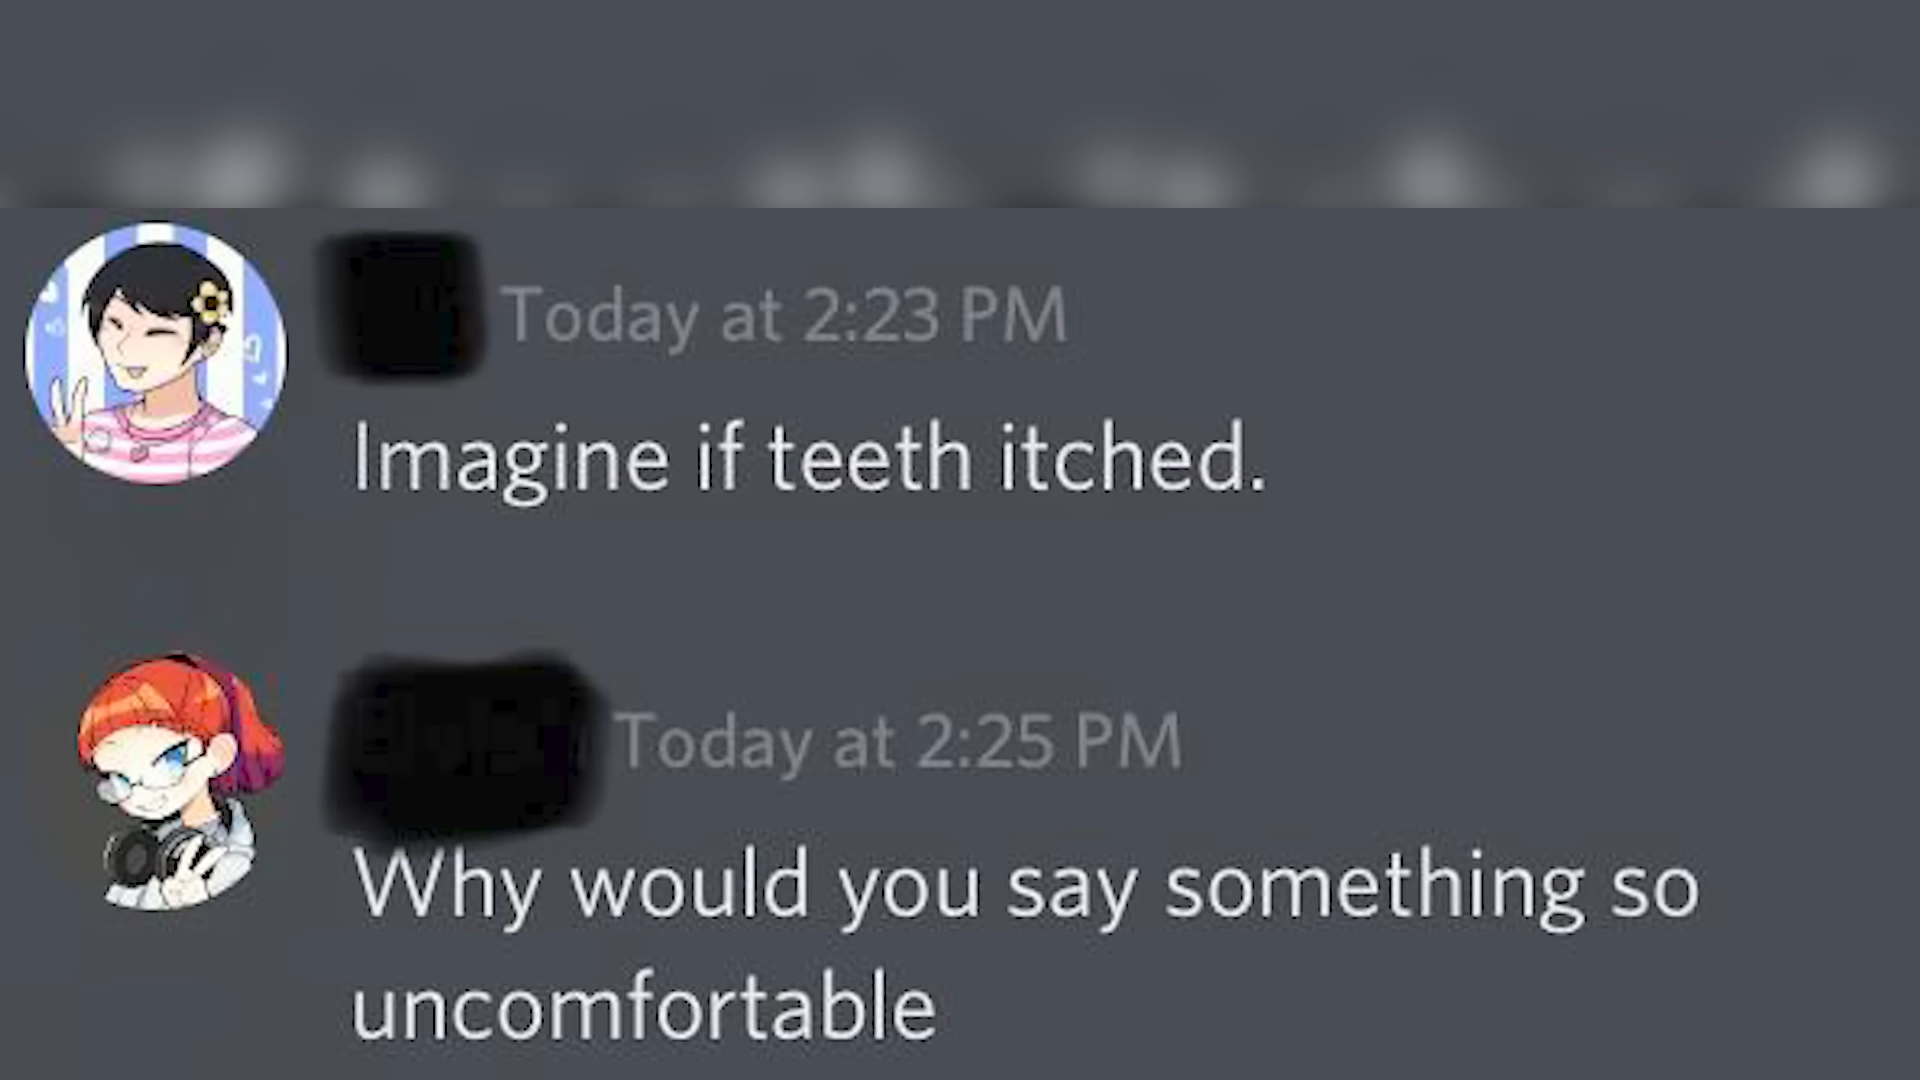 Today at 2:23 PM
Imagine if teeth itched.
Today at 2:25 PM
Why would you say something so
uncomfortable